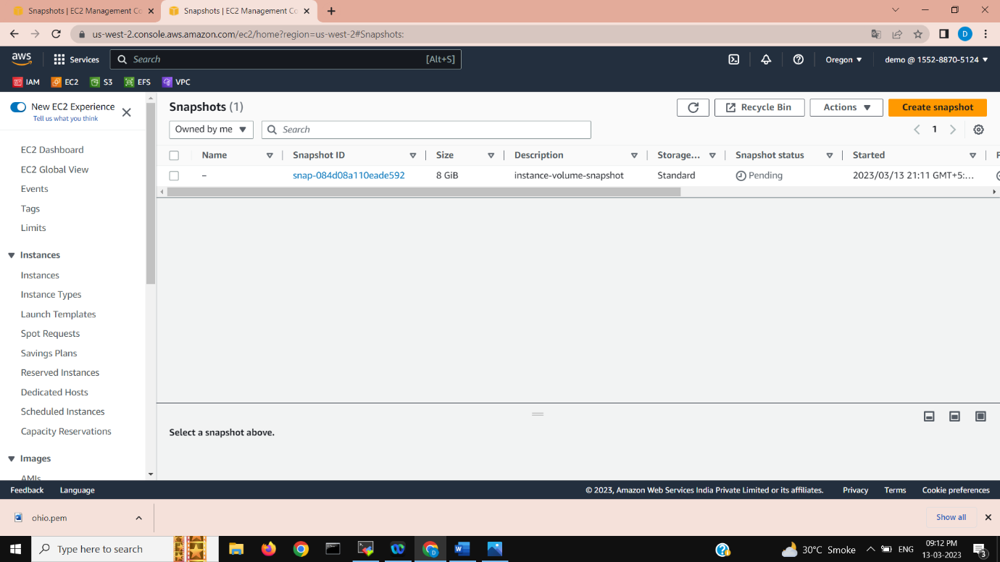 Snapshots | EC2 Management Co
Snapshots | EC2 Management Co
us-west-2.console.aws.amazon.com/ec2/home?region=us-west-2#Snapshots:
D
aws
Services
Search
[Alt+S]
Oregon
demo @ 1552-8870-5124
IAM
EC2
S3
EFS
VPC
New EC2 Experience
Tell us what you think
EC2 Dashboard
EC2 Global View
Events
Tags
Limits
Instances
Instances
Instance Types
Launch Templates
Spot Requests
Savings Plans
Reserved Instances
Dedicated Hosts
Scheduled Instances
Capacity Reservations
Images
AMIs
Snapshots (1)
Recycle Bin
Actions
Create snapshot
Owned by me
Search
1
Name Snapshot ID Size Description Storage... Snapshot status Started
– snap-084d08a110eade592 8 GiB instance-volume-snapshot Standard Pending 2023/03/13 21:11 GMT+5:...
Select a snapshot above.
Feedback Language © 2023, Amazon Web Services India Private Limited or its affiliates. Privacy Terms Cookie preferences
ohio.pem
Show all
Type here to search
30°C Smoke
ENG
09:12 PM
13-03-2023
3